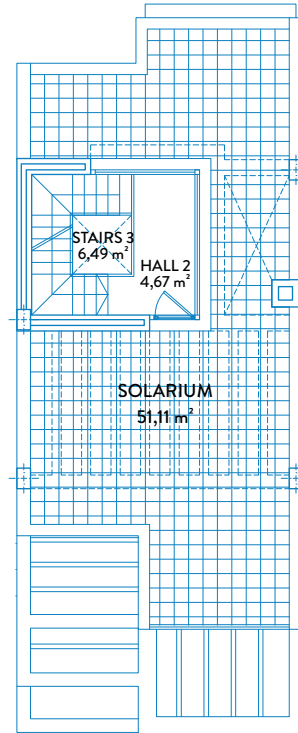 STAIRS 3
6,49 m²
HALL 2
4,67 m²
SOLARIUM
51,11 m²